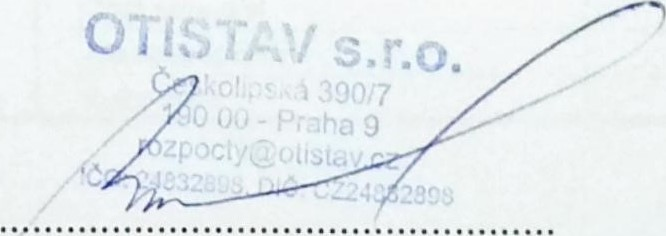 OTISTAV s.r.o.
Českolipská 390/7
190 00 - Praha 9
rozpocty@otistav.cz
IČO: 24832898, DIČ: CZ24832898